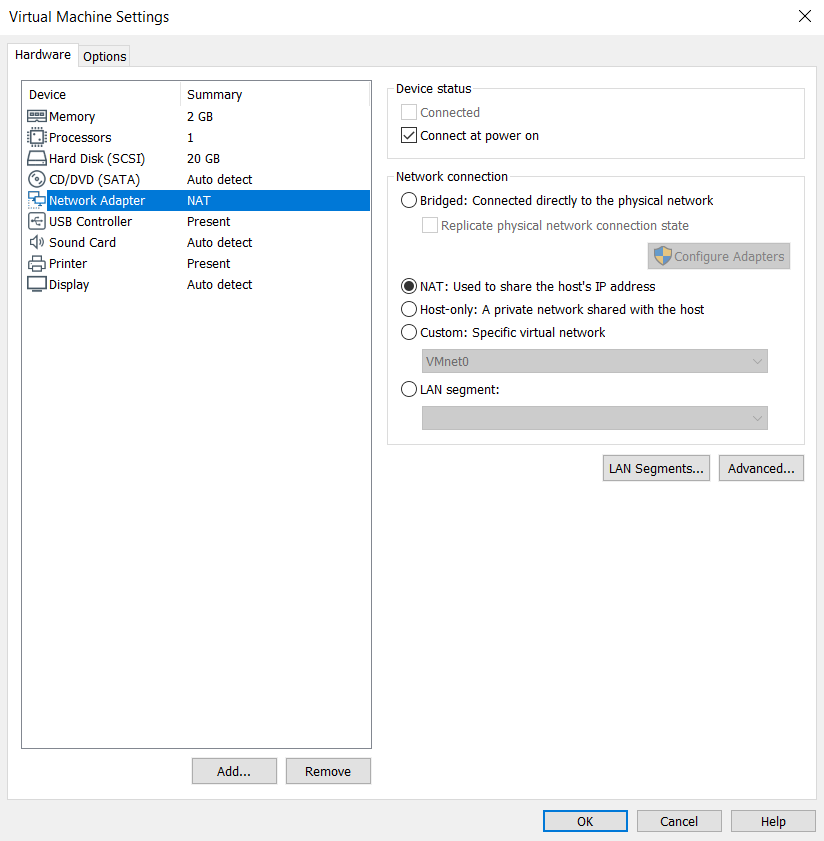 Virtual Machine Settings
Hardware Options
Device Summary
Memory 2 GB
Processors 1
Hard Disk (SCSI) 20 GB
CD/DVD (SATA) Auto detect
Network Adapter NAT
USB Controller Present
Sound Card Auto detect
Printer Present
Display Auto detect
Add... Remove
Device status
Connected
Connect at power on
Network connection
Bridged: Connected directly to the physical network
Replicate physical network connection state
Configure Adapters
NAT: Used to share the host's IP address
Host-only: A private network shared with the host
Custom: Specific virtual network
VMnet0
LAN segment:
LAN Segments... Advanced...
OK Cancel Help